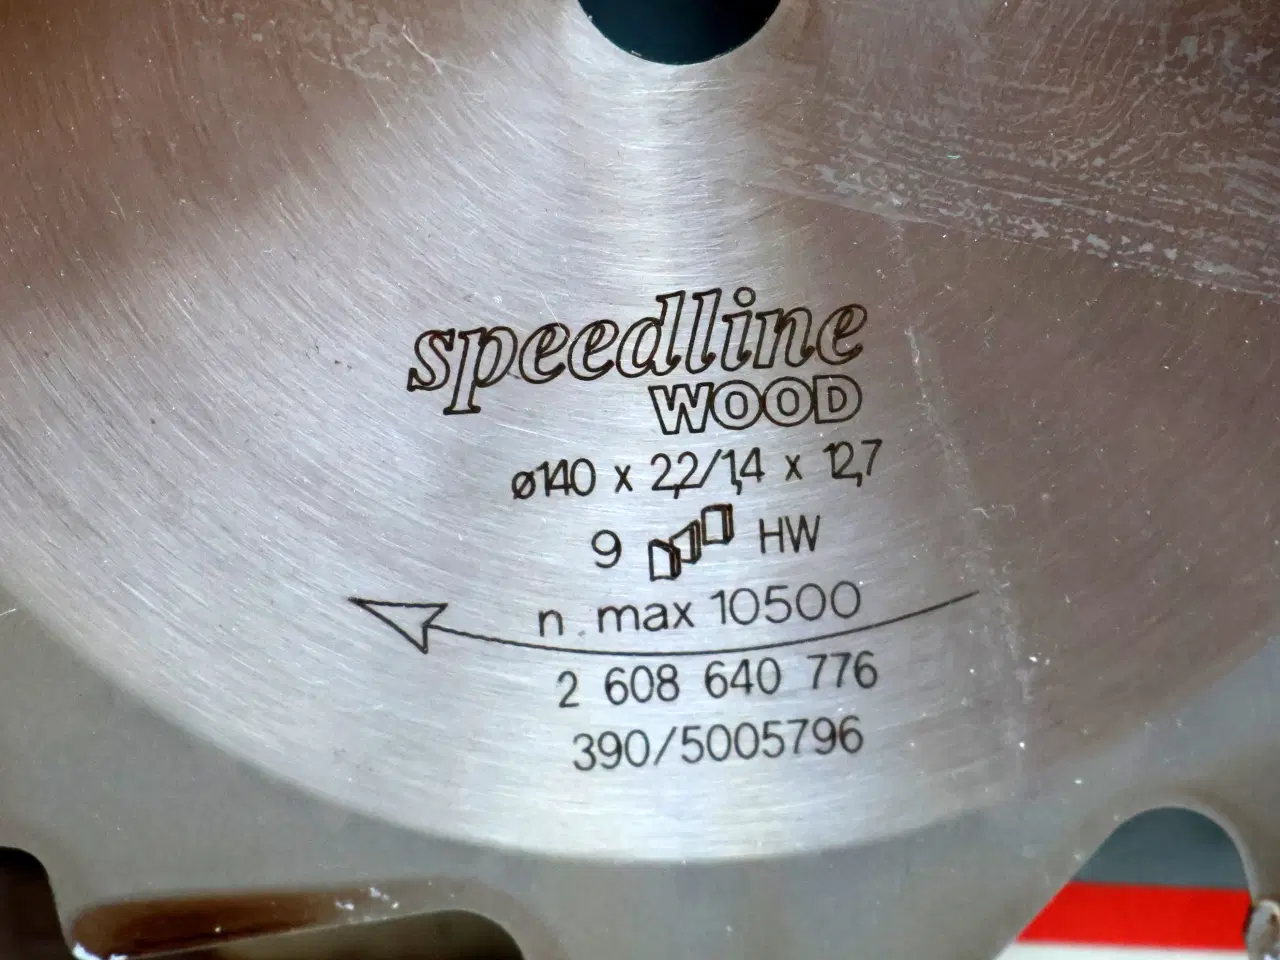 speedline
WOOD
ø140 x 2,2/1,4 x 12,7
9 HW
n max 10500
2 608 640 776
390/5005796